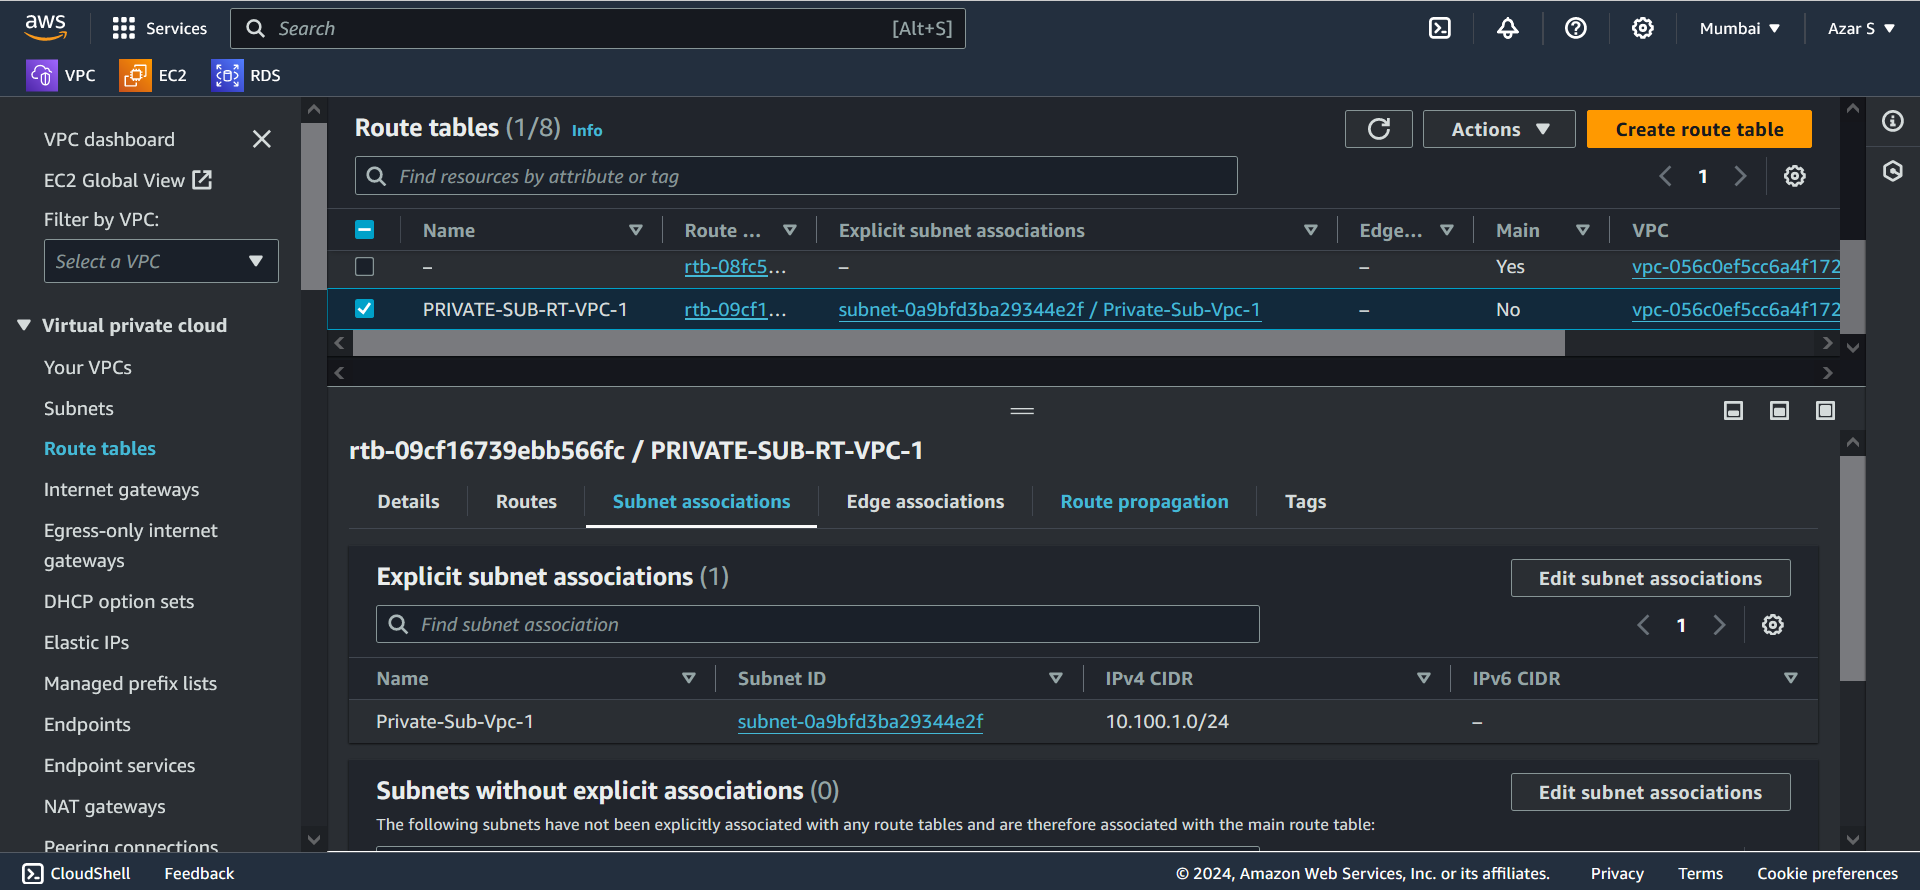 aws
Services
Search
[Alt+S]
Mumbai
Azar S
VPC
EC2
RDS
VPC dashboard
EC2 Global View
Filter by VPC:
Select a VPC
Virtual private cloud
Your VPCs
Subnets
Route tables
Internet gateways
Egress-only internet
gateways
DHCP option sets
Elastic IPs
Managed prefix lists
Endpoints
Endpoint services
NAT gateways
Peering connections
Route tables (1/8) Info
Actions
Create route table
Find resources by attribute or tag
1
Name Route ... Explicit subnet associations Edge... Main VPC
– rtb-08fc5... – – Yes vpc-056c0ef5cc6a4f172
PRIVATE-SUB-RT-VPC-1 rtb-09cf1... subnet-0a9bfd3ba29344e2f / Private-Sub-Vpc-1 – No vpc-056c0ef5cc6a4f172
rtb-09cf16739ebb566fc / PRIVATE-SUB-RT-VPC-1
Details Routes Subnet associations Edge associations Route propagation Tags
Explicit subnet associations (1)
Edit subnet associations
Find subnet association
1
Name Subnet ID IPv4 CIDR IPv6 CIDR
Private-Sub-Vpc-1 subnet-0a9bfd3ba29344e2f 10.100.1.0/24 –
Subnets without explicit associations (0)
Edit subnet associations
The following subnets have not been explicitly associated with any route tables and are therefore associated with the main route table:
CloudShell Feedback © 2024, Amazon Web Services, Inc. or its affiliates. Privacy Terms Cookie preferences